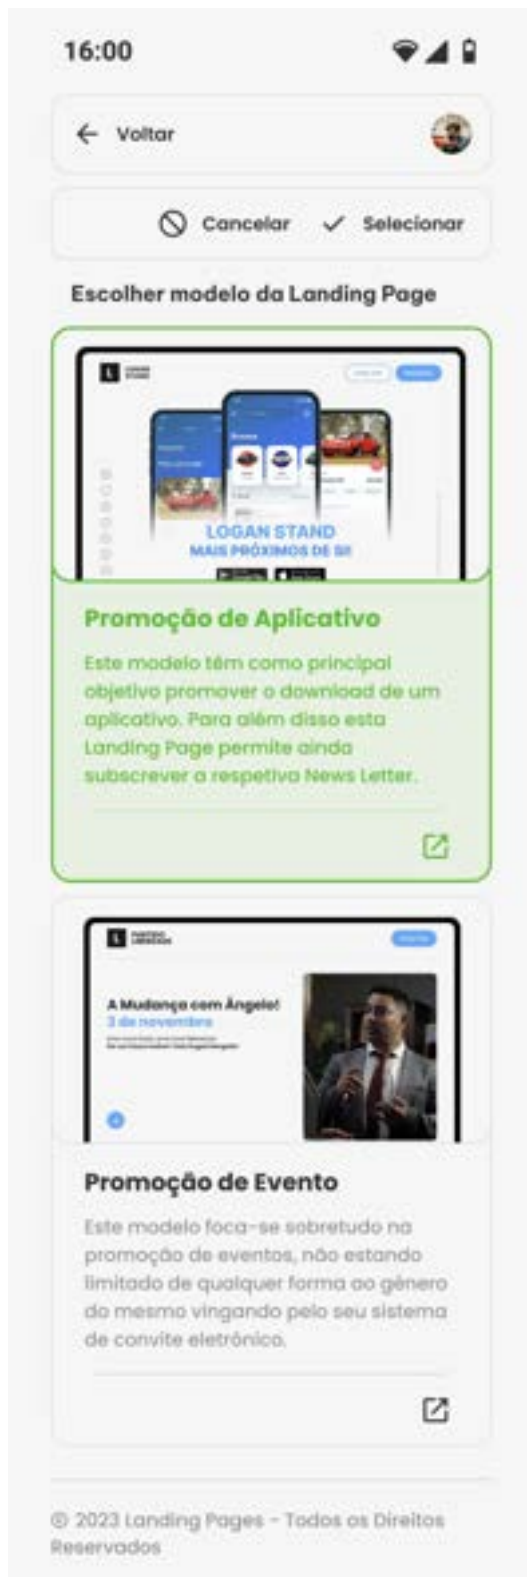 16:00
Voltar
Cancelar
Selecionar
Escolher modelo da Landing Page
L LOGAN
STAND
LOGAN STAND
MAIS PRÓXIMOS DE SI!
Promoção de Aplicativo
Este modelo têm como principal
objetivo promover o download de um
aplicativo. Para além disso esta
Landing Page permite ainda
subscrever a respetiva News Letter.
L PARTIDO
LIBERDADE
A Mudança com Ângelo!
3 de novembro
Promoção de Evento
Este modelo foca-se sobretudo na
promoção de eventos, não estando
limitado de qualquer forma ao género
do mesmo vingando pelo seu sistema
de convite eletrónico.
© 2023 Landing Pages - Todos os Direitos
Reservados